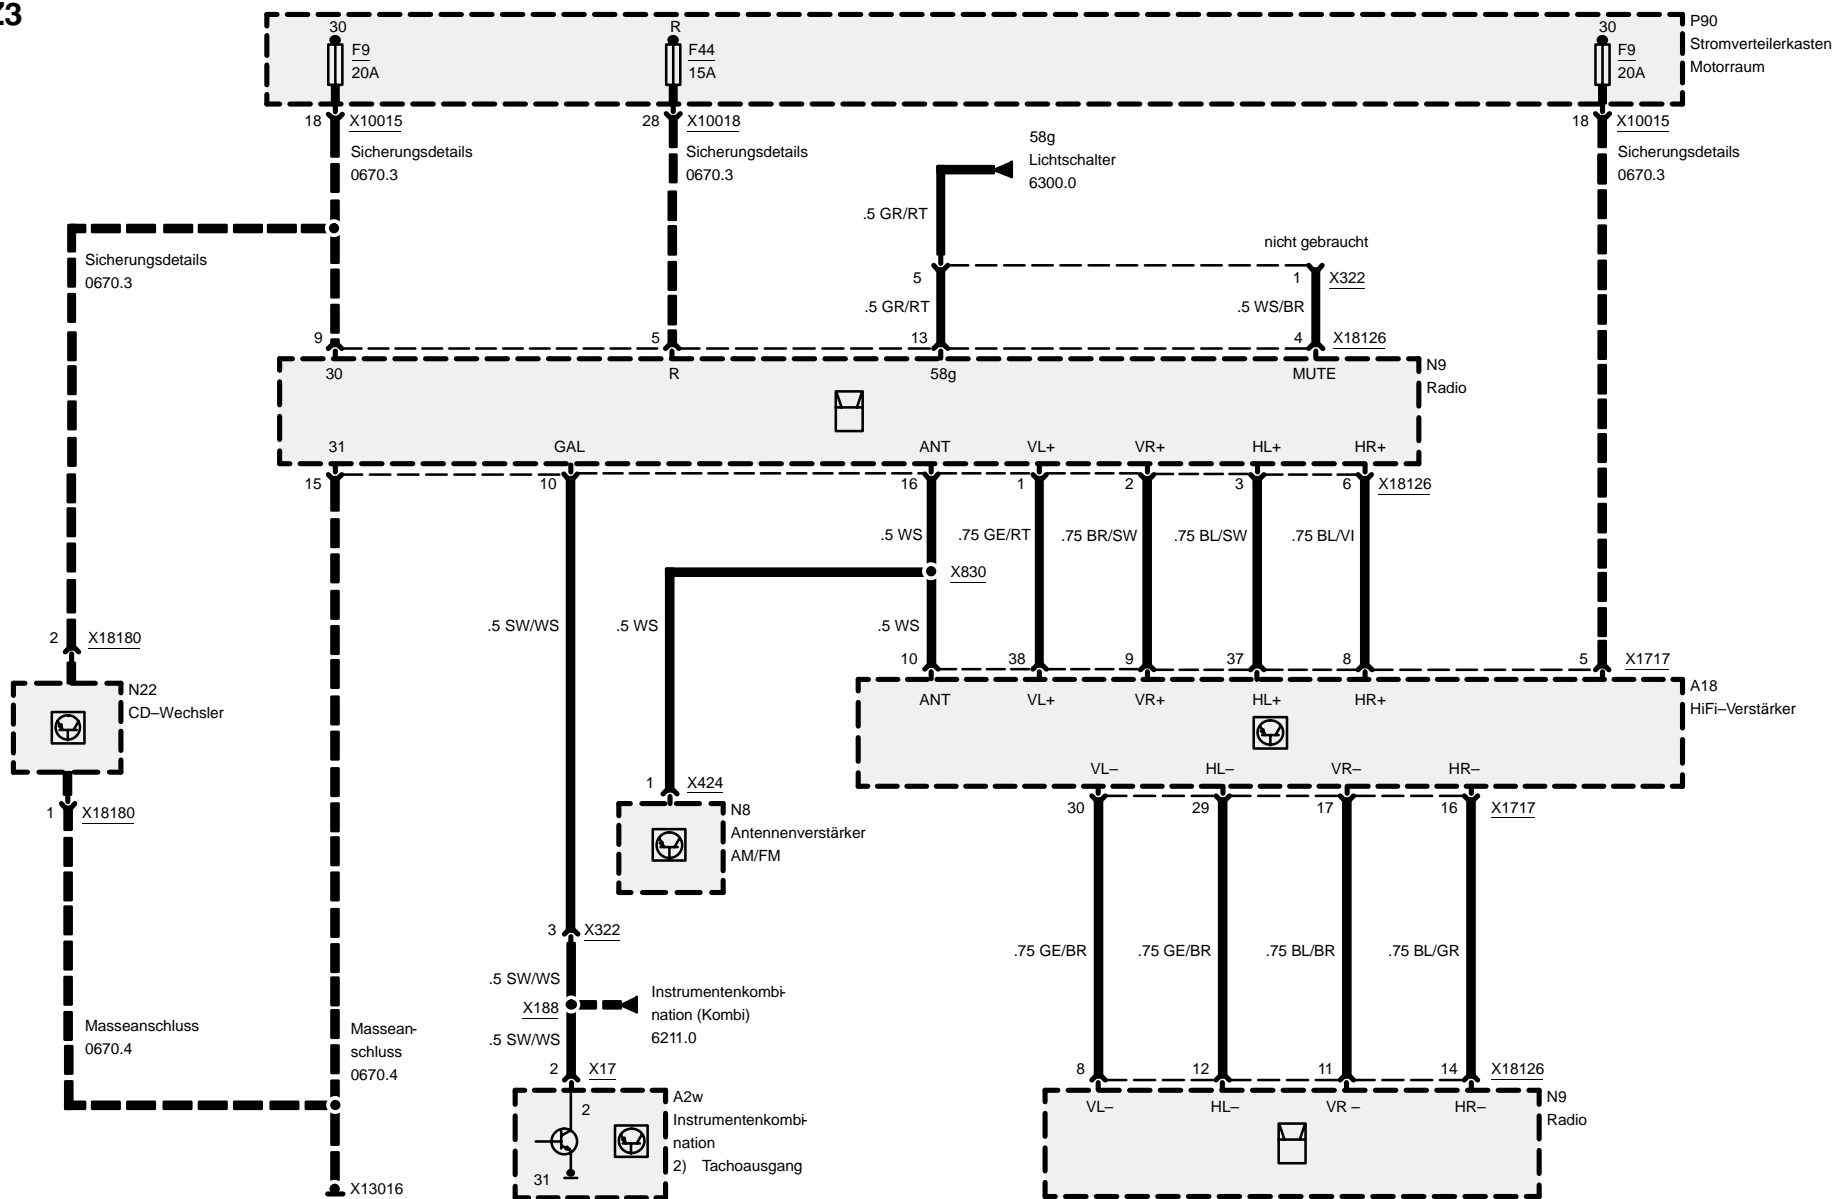 Z3
30
R
30
P90
Stromverteilerkasten
Motorraum
F9
20A
F44
15A
F9
20A
18
X10015
28
X10018
18
X10015
Sicherungsdetails
0670.3
Sicherungsdetails
0670.3
58g
Lichtschalter
6300.0
Sicherungsdetails
0670.3
.5 GR/RT
Sicherungsdetails
0670.3
nicht gebraucht
5
1
X322
.5 GR/RT
.5 WS/BR
9
5
13
4
X18126
30
R
58g
MUTE
N9
Radio
31
GAL
ANT
VL+
VR+
HL+
HR+
15
10
16
1
2
3
6
X18126
.5 WS
.75 GE/RT
.75 BR/SW
.75 BL/SW
.75 BL/VI
X830
.5 SW/WS
.5 WS
.5 WS
2
X18180
10
38
9
37
8
5
X1717
N22
CD–Wechsler
ANT
VL+
VR+
HL+
HR+
A18
HiFi–Verstärker
VL–
HL–
VR–
HR–
1
X18180
1
X424
30
29
17
16
X1717
N8
Antennenverstärker
AM/FM
3
X322
.5 SW/WS
.75 GE/BR
.75 GE/BR
.75 BL/BR
.75 BL/GR
X188
Instrumentenkombi-
nation (Kombi)
6211.0
.5 SW/WS
Masseanschluss
0670.4
Massean-
schluss
0670.4
2
X17
8
12
11
14
X18126
2
31
A2w
Instrumentenkombi-
nation
2) Tachoausgang
VL–
HL–
VR –
HR–
N9
Radio
X13016